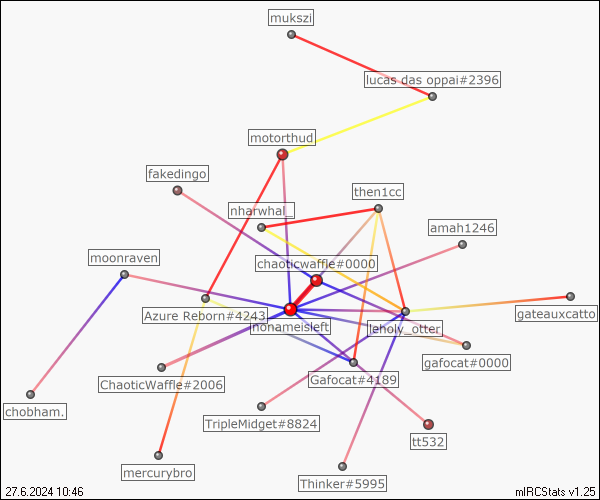 mukszi
lucas das oppai#2396
motorthud
fakedingo
then1cc
nharwhal_
amah1246
moonraven
chaoticwaffle#0000
gateauxcatto
Azure Reborn#4243
nonameisleft
leholy_otter
gafocat#0000
ChaoticWaffle#2006
Gafocat#4189
chobham.
TripleMidget#8824
tt532
mercurybro
Thinker#5995
27.6.2024 10:46
mIRCStats v1.25